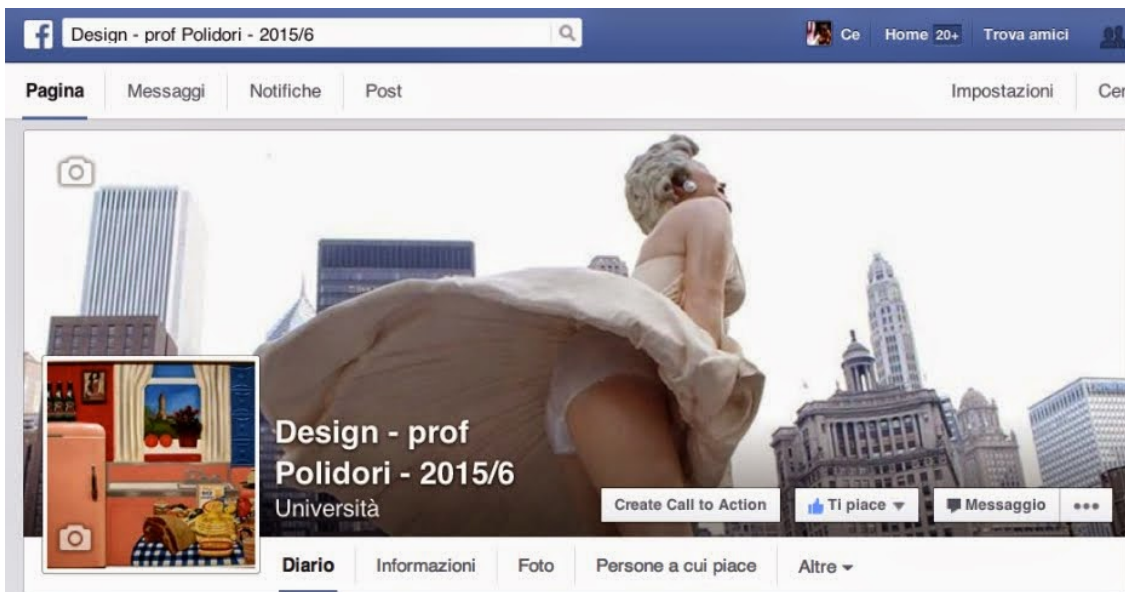 Design - prof Polidori - 2015/6
Ce Home 20+ Trova amici
Pagina Messaggi Notifiche Post Impostazioni Cer
Design - prof
Polidori - 2015/6
Università
Create Call to Action Ti piace Messaggio
Diario Informazioni Foto Persone a cui piace Altre